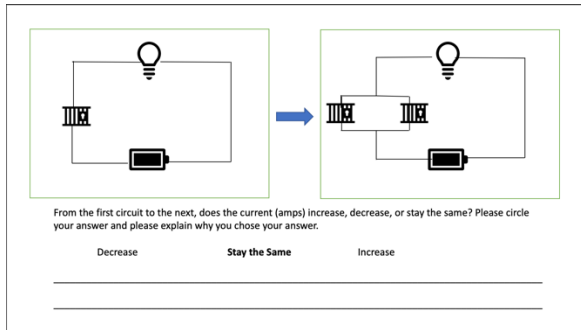 From the first circuit to the next, does the current (amps) increase, decrease, or stay the same? Please circle
your answer and please explain why you chose your answer.
Decrease Stay the Same Increase